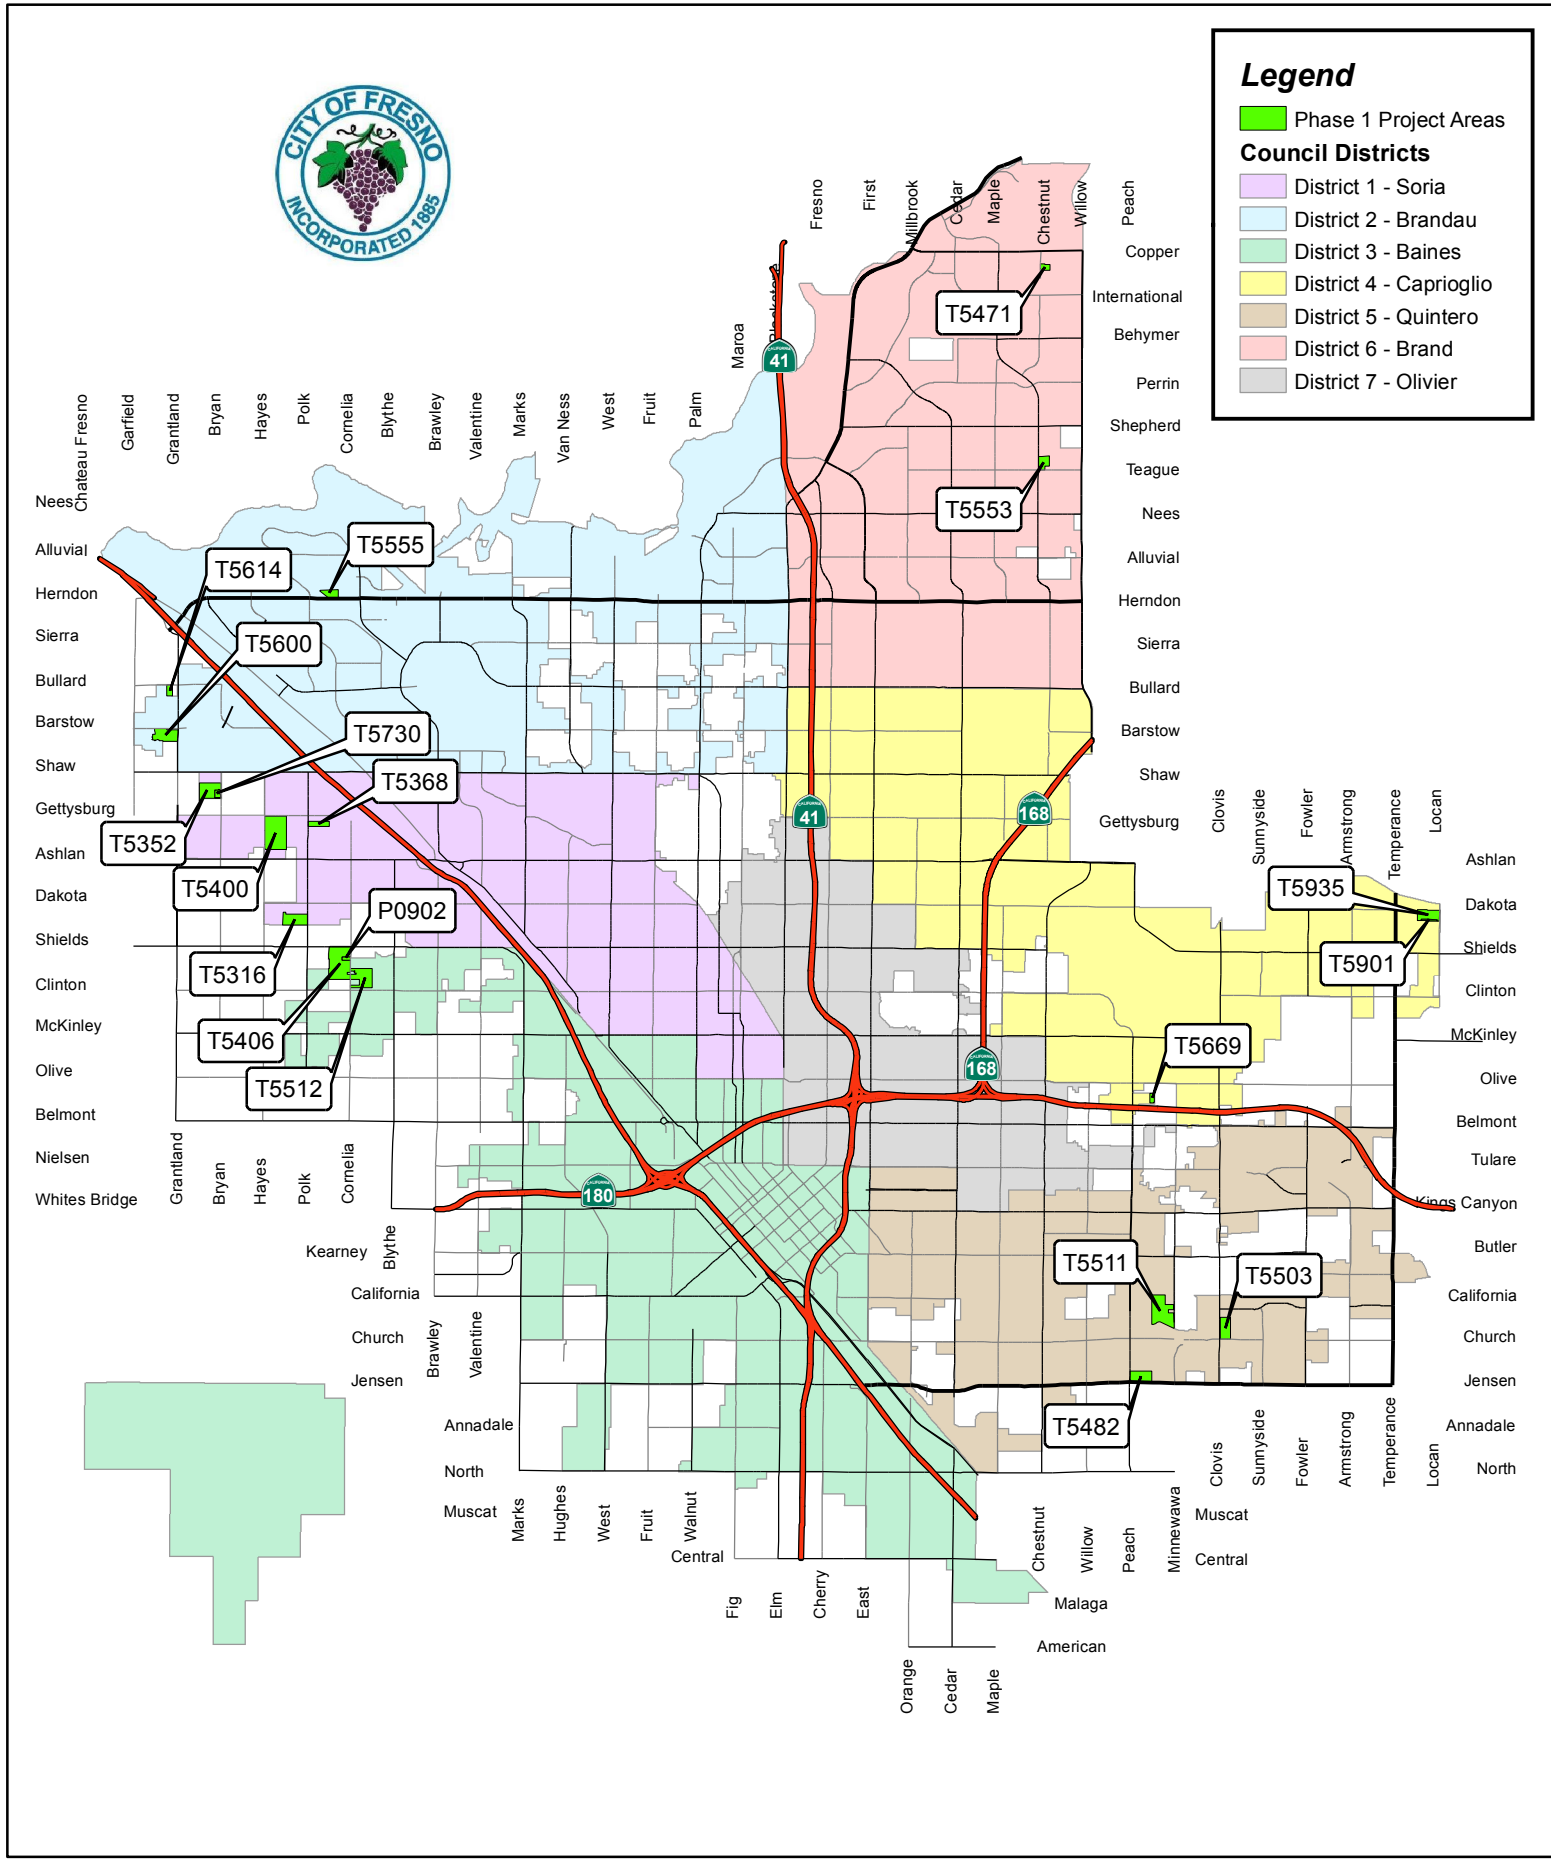 Legend
Phase 1 Project Areas
Council Districts
District 1 - Soria
District 2 - Brandau
District 3 - Baines
District 4 - Caprioglio
District 5 - Quintero
District 6 - Brand
District 7 - Olivier
CITY OF FRESNO
INCORPORATED 1885
Fresno
First
Millbrook
Cedar
Maple
Chestnut
Willow
Peach
Copper
International
Behymer
Perrin
Shepherd
Teague
Nees
Alluvial
Herndon
Sierra
Bullard
Barstow
Shaw
Gettysburg
T5471
T5553
Maroa
CALIFORNIA
41
Chateau Fresno
Garfield
Grantland
Bryan
Hayes
Polk
Cornelia
Blythe
Brawley
Valentine
Marks
Van Ness
West
Fruit
Palm
Nees
Alluvial
Herndon
Sierra
Bullard
Barstow
Shaw
Gettysburg
Ashlan
Dakota
Shields
Clinton
McKinley
Olive
Belmont
Nielsen
Whites Bridge
T5555
T5614
T5600
T5730
T5368
T5352
T5400
P0902
T5316
T5406
T5512
CALIFORNIA
41
CALIFORNIA
168
Clovis
Sunnyside
Fowler
Armstrong
Temperance
Locan
Ashlan
Dakota
Shields
Clinton
McKinley
Olive
Belmont
Tulare
Kings Canyon
Butler
California
Church
Jensen
Annadale
North
T5935
T5901
T5669
CALIFORNIA
168
CALIFORNIA
180
T5511
T5503
T5482
Grantland
Bryan
Hayes
Polk
Cornelia
Blythe
Kearney
California
Church
Jensen
Brawley
Valentine
Annadale
North
Muscat
Marks
Hughes
West
Fruit
Walnut
Central
Fig
Elm
Cherry
East
Orange
Cedar
Maple
Chestnut
Willow
Peach
Minnewawa
Muscat
Central
Malaga
American
Clovis
Sunnyside
Fowler
Armstrong
Temperance
Locan